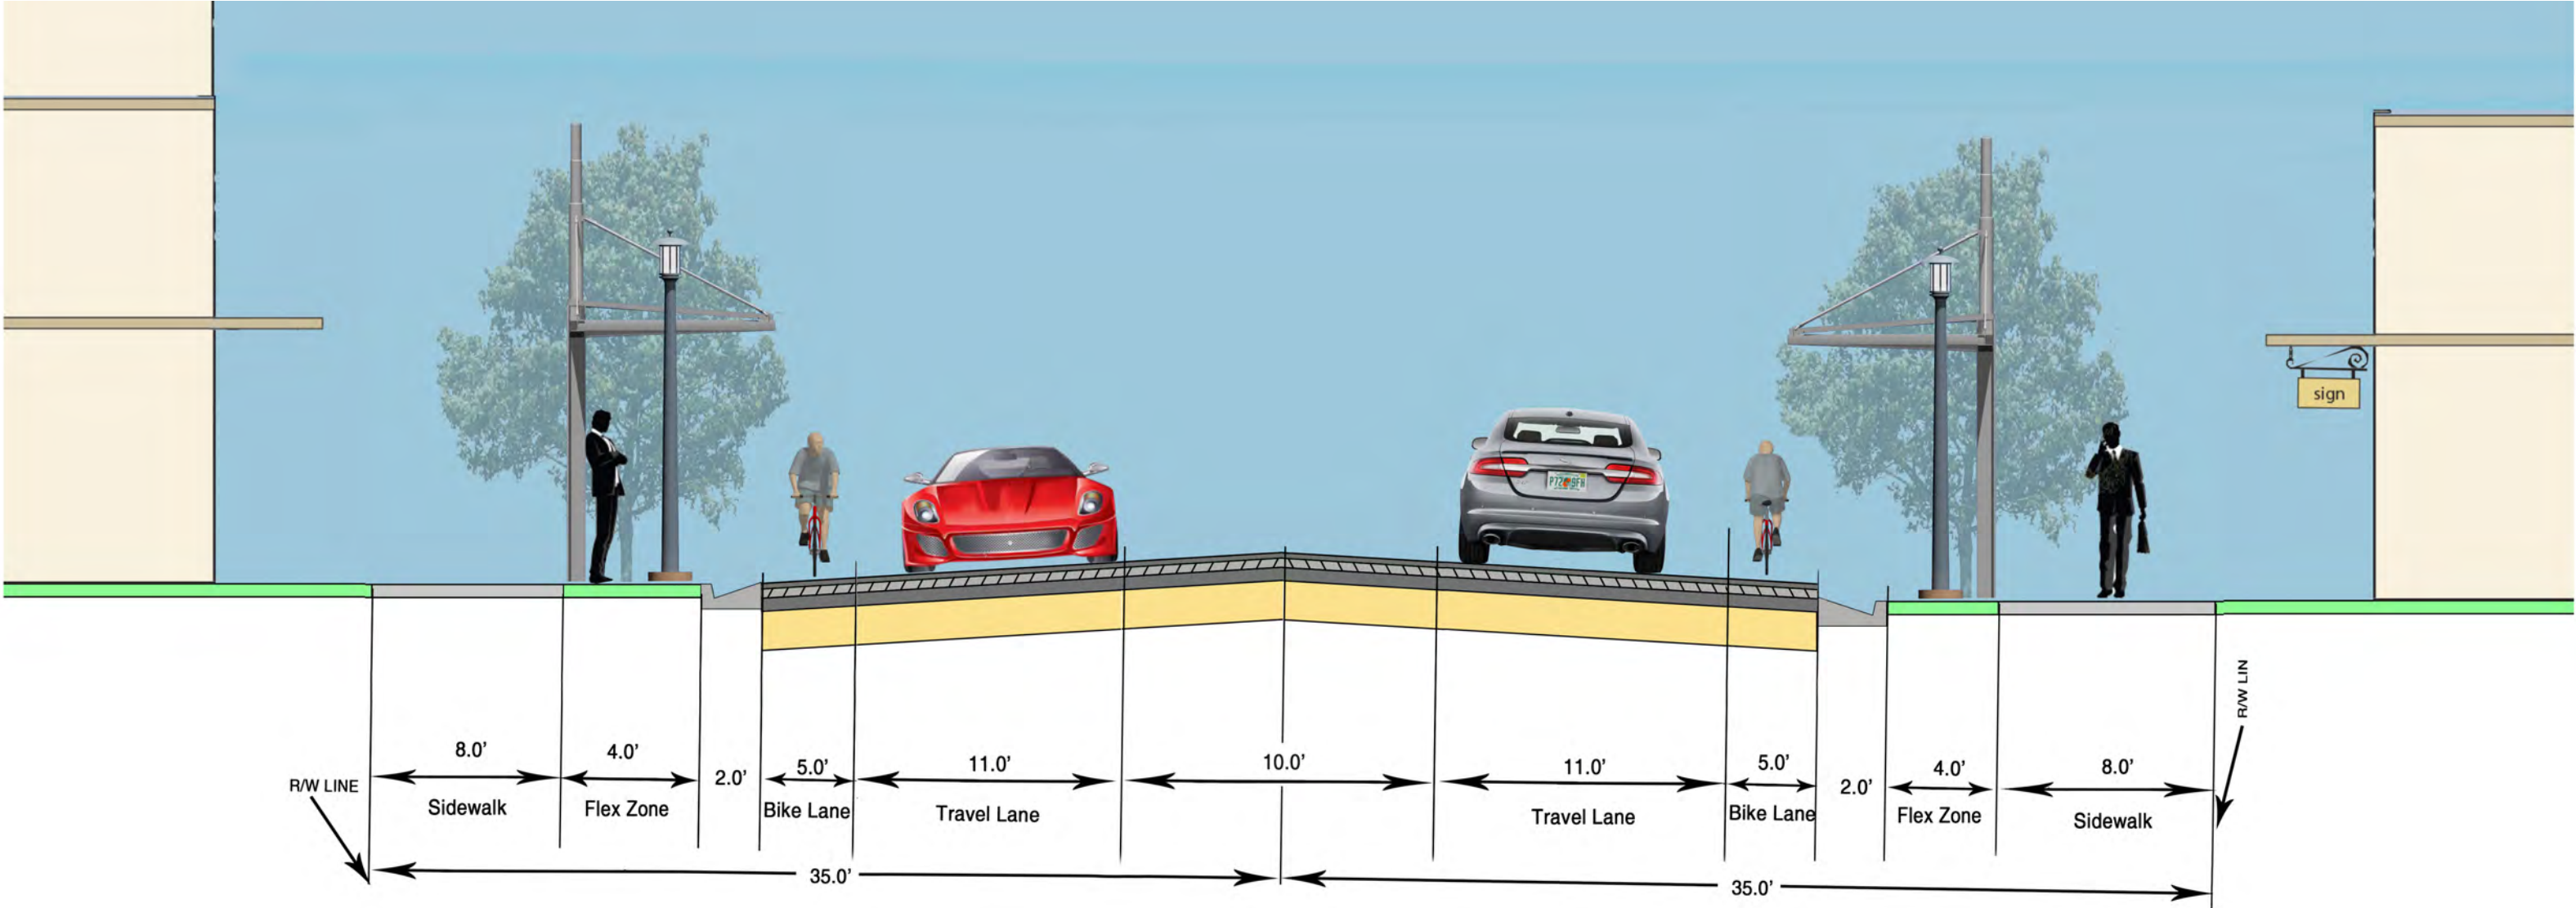 sign
P7209FH
R/W LIN
8.0'
4.0'
2.0'
5.0'
11.0'
10.0'
11.0'
5.0'
2.0'
4.0'
8.0'
R/W LINE
Sidewalk
Flex Zone
Bike Lane
Travel Lane
Travel Lane
Bike Lane
Flex Zone
Sidewalk
35.0'
35.0'